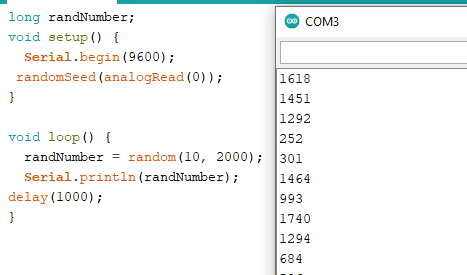 long randNumber;
void setup() {
  Serial.begin(9600);
 randomSeed(analogRead(0));
}

void loop() {
  randNumber = random(10, 2000);
  Serial.println(randNumber);
delay(1000);
}
COM3
1618
1451
1292
252
301
1464
993
1740
1294
684